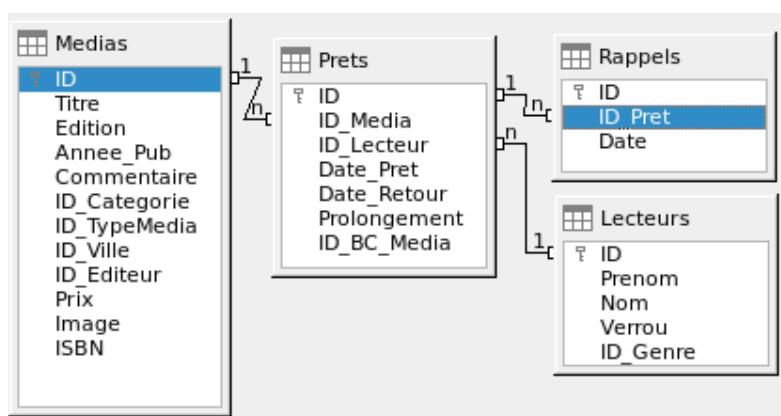 Medias
ID
Titre
Edition
Annee_Pub
Commentaire
ID_Categorie
ID_TypeMedia
ID_Ville
ID_Editeur
Prix
Image
ISBN
1
n
Prets
ID
ID_Media
ID_Lecteur
Date_Pret
Date_Retour
Prolongement
ID_BC_Media
1
n
n
1
Rappels
ID
ID_Pret
Date
Lecteurs
ID
Prenom
Nom
Verrou
ID_Genre